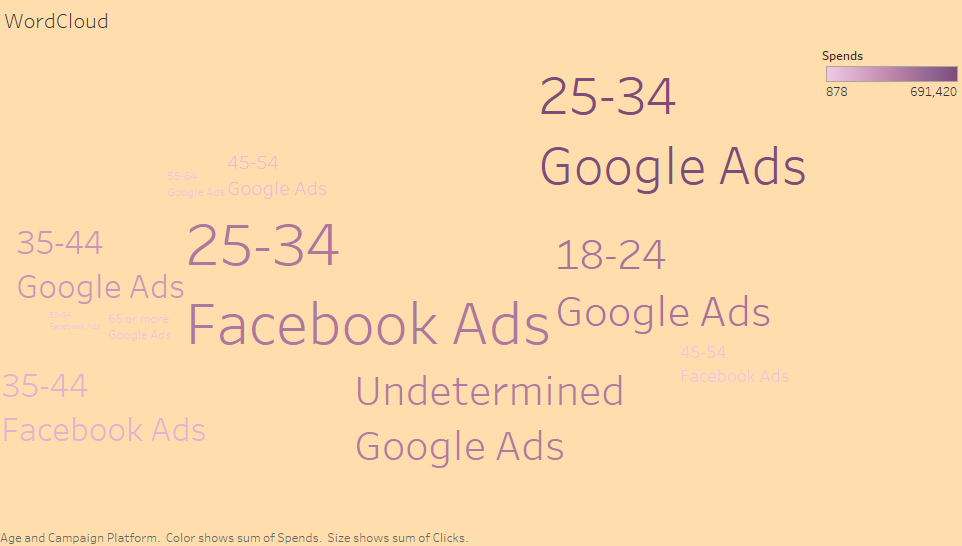 WordCloud
Spends
878 691,420
25-34
Google Ads
45-54
Google Ads
55-64
Google Ads
25-34
Facebook Ads
35-44
Google Ads
18-24
Google Ads
55-64
Facebook Ads
65 or more
Google Ads
45-54
Facebook Ads
35-44
Facebook Ads
Undetermined
Google Ads
Age and Campaign Platform.  Color shows sum of Spends.  Size shows sum of Clicks.